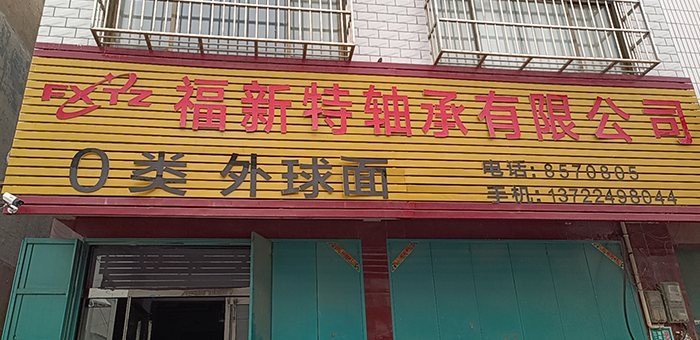 FXTZ 福新特轴承有限公司
0类 外球面
电话:8570805
手机:13722498044